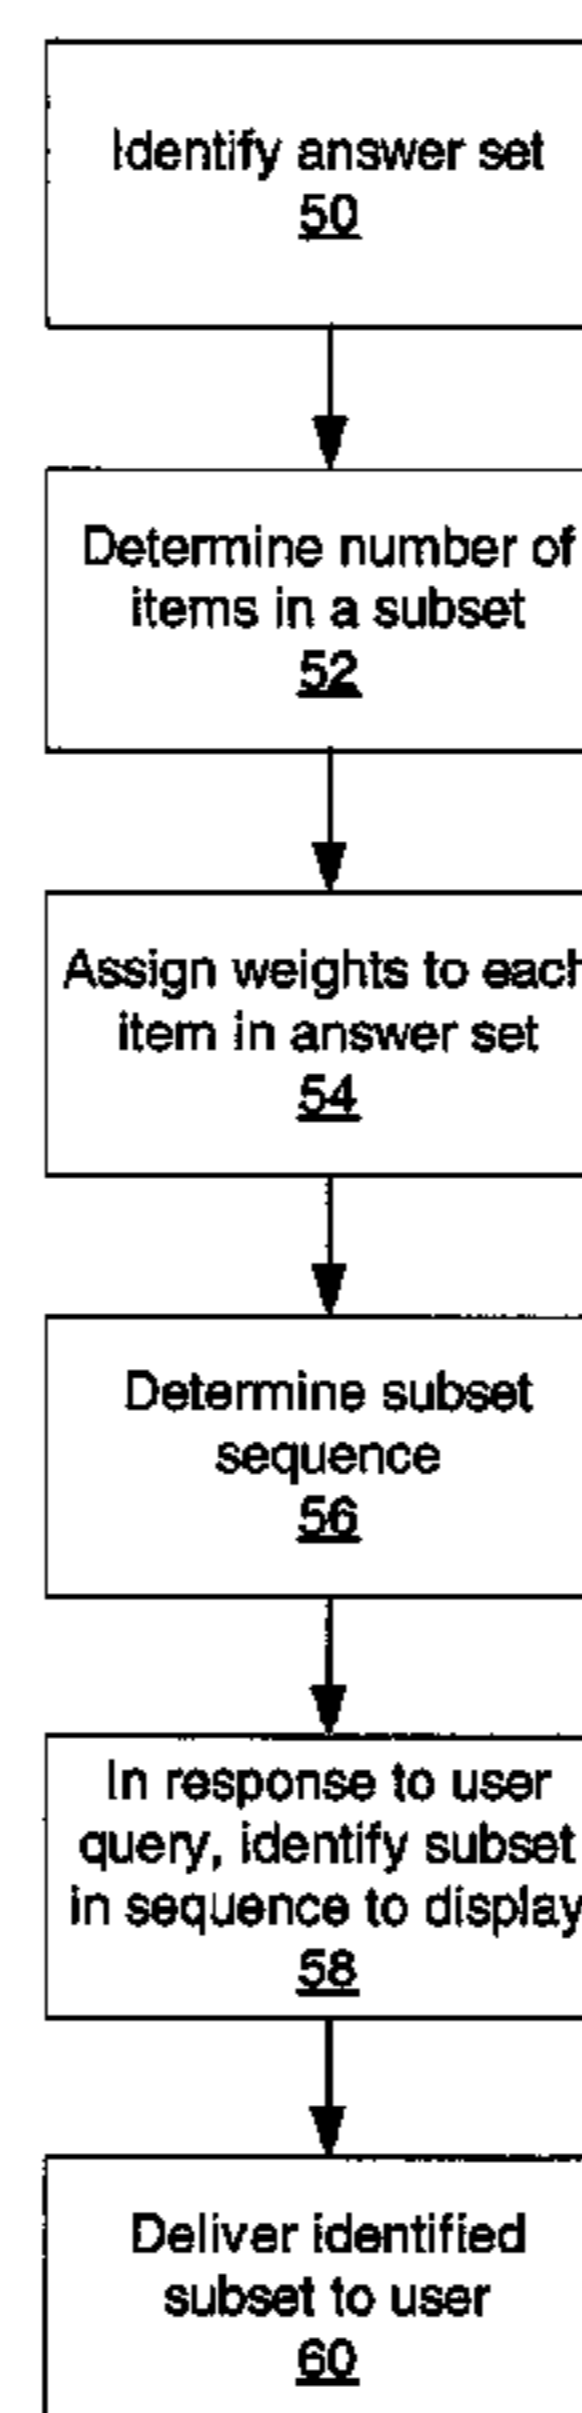 Identify answer set
50
Determine number of
items in a subset
52
Assign weights to each
item in answer set
54
Determine subset
sequence
56
In response to user
query, identify subset
in sequence to display
58
Deliver identified
subset to user
60